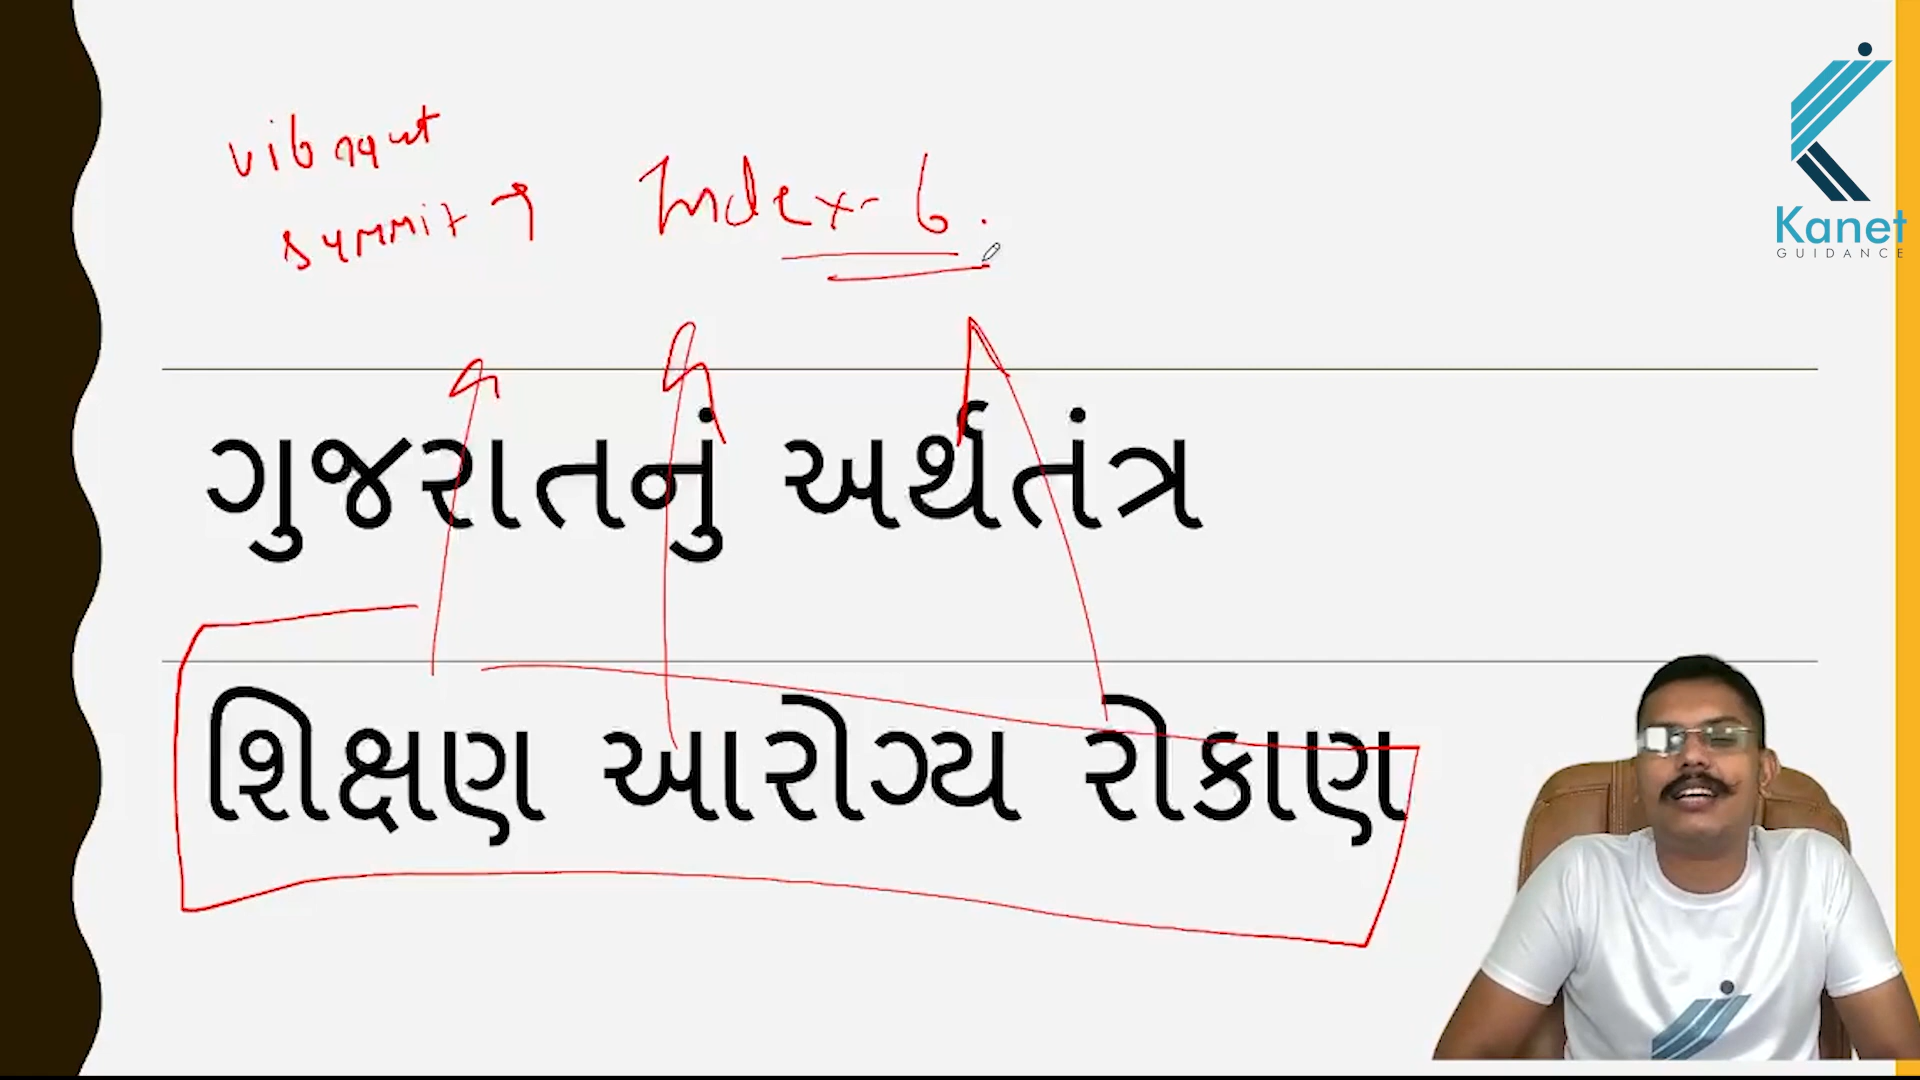 vibrant
summit
Index-6.
Kanet
GUIDANCE
ગુજરાતનું અર્થતંત્ર
શિક્ષણ આરોગ્ય રોકાણ